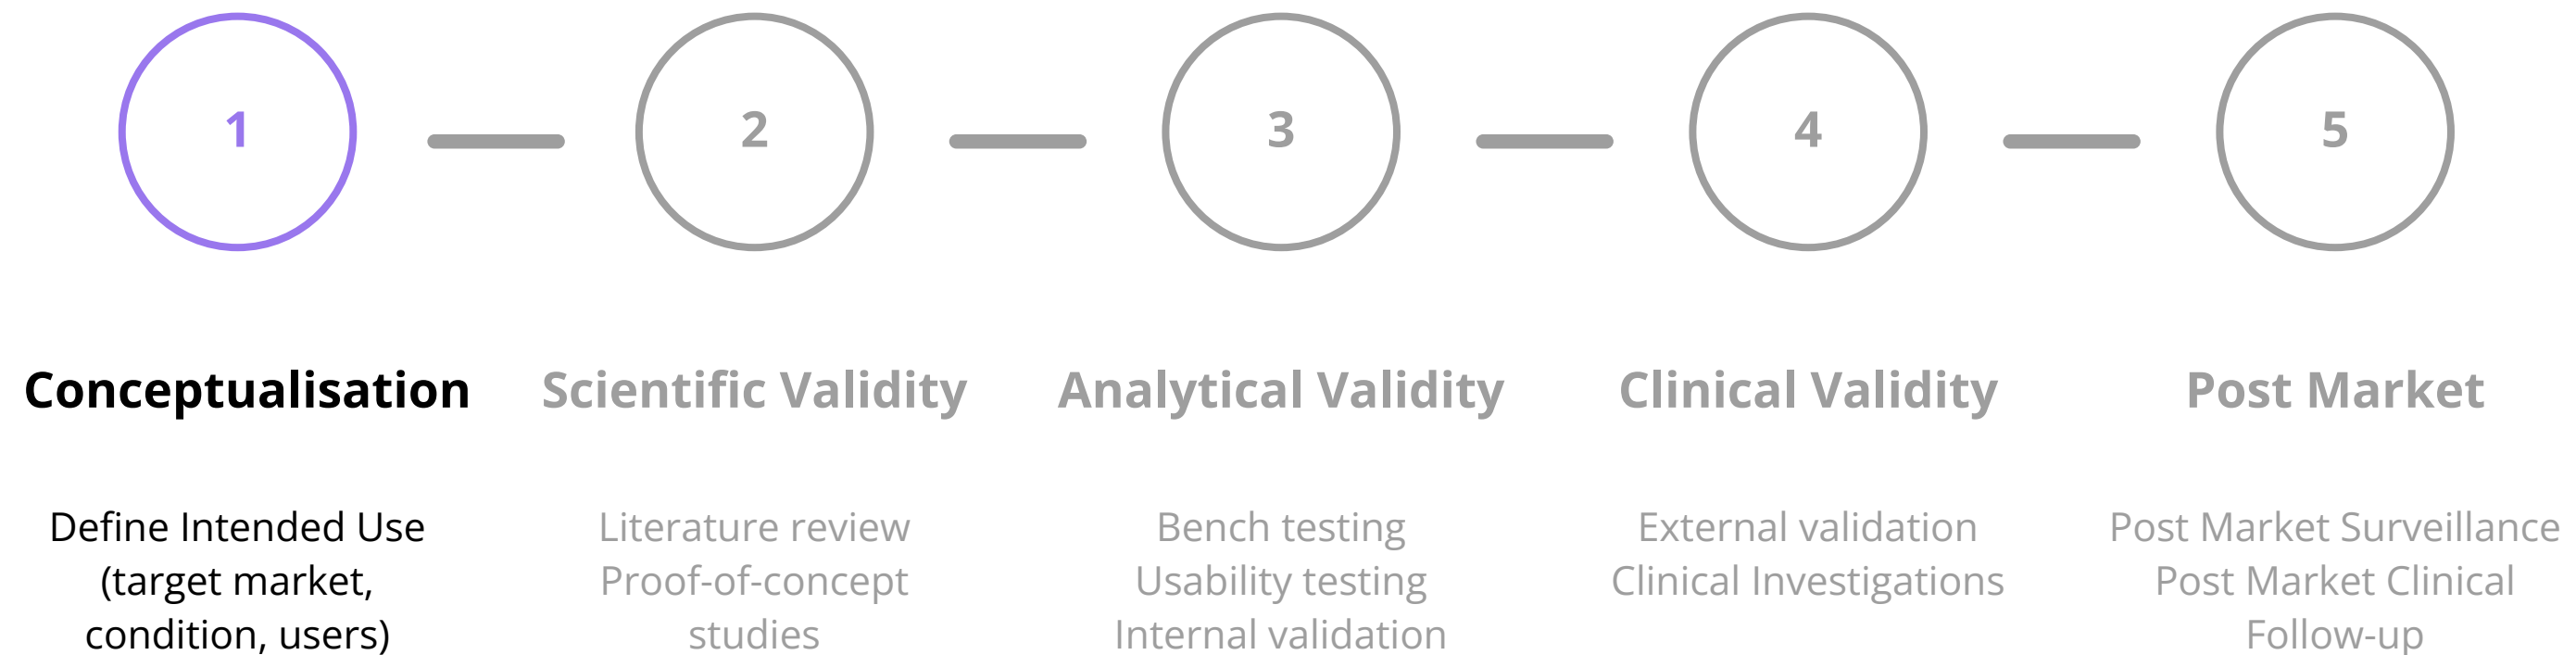 1
2
3
4
5
Conceptualisation
Scientific Validity
Analytical Validity
Clinical Validity
Post Market
Define Intended Use
(target market,
condition, users)
Literature review
Proof-of-concept
studies
Bench testing
Usability testing
Internal validation
External validation
Clinical Investigations
Post Market Surveillance
Post Market Clinical
Follow-up